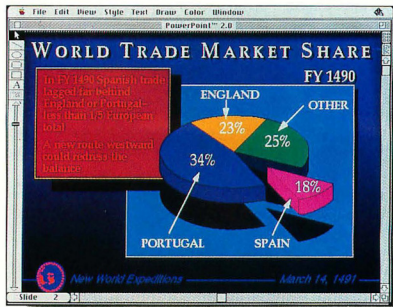 File Edit View Style Text Draw Color Window
PowerPoint™ 2.0
WORLD TRADE MARKET SHARE
FY 1490
In FY 1490 Spanish trade
lagged far behind
England or Portugal–
less than 1/5 European
total
A new route westward
could redress the
balance
ENGLAND
OTHER
23%
25%
34%
18%
PORTUGAL
SPAIN
New World Expeditions
March 14, 1491
Slide 2